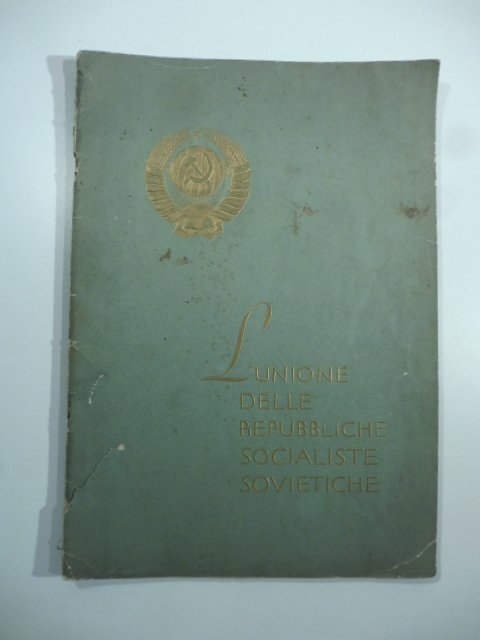 L'UNIONE
DELLE
REPUBBLICHE
SOCIALISTE
SOVIETICHE